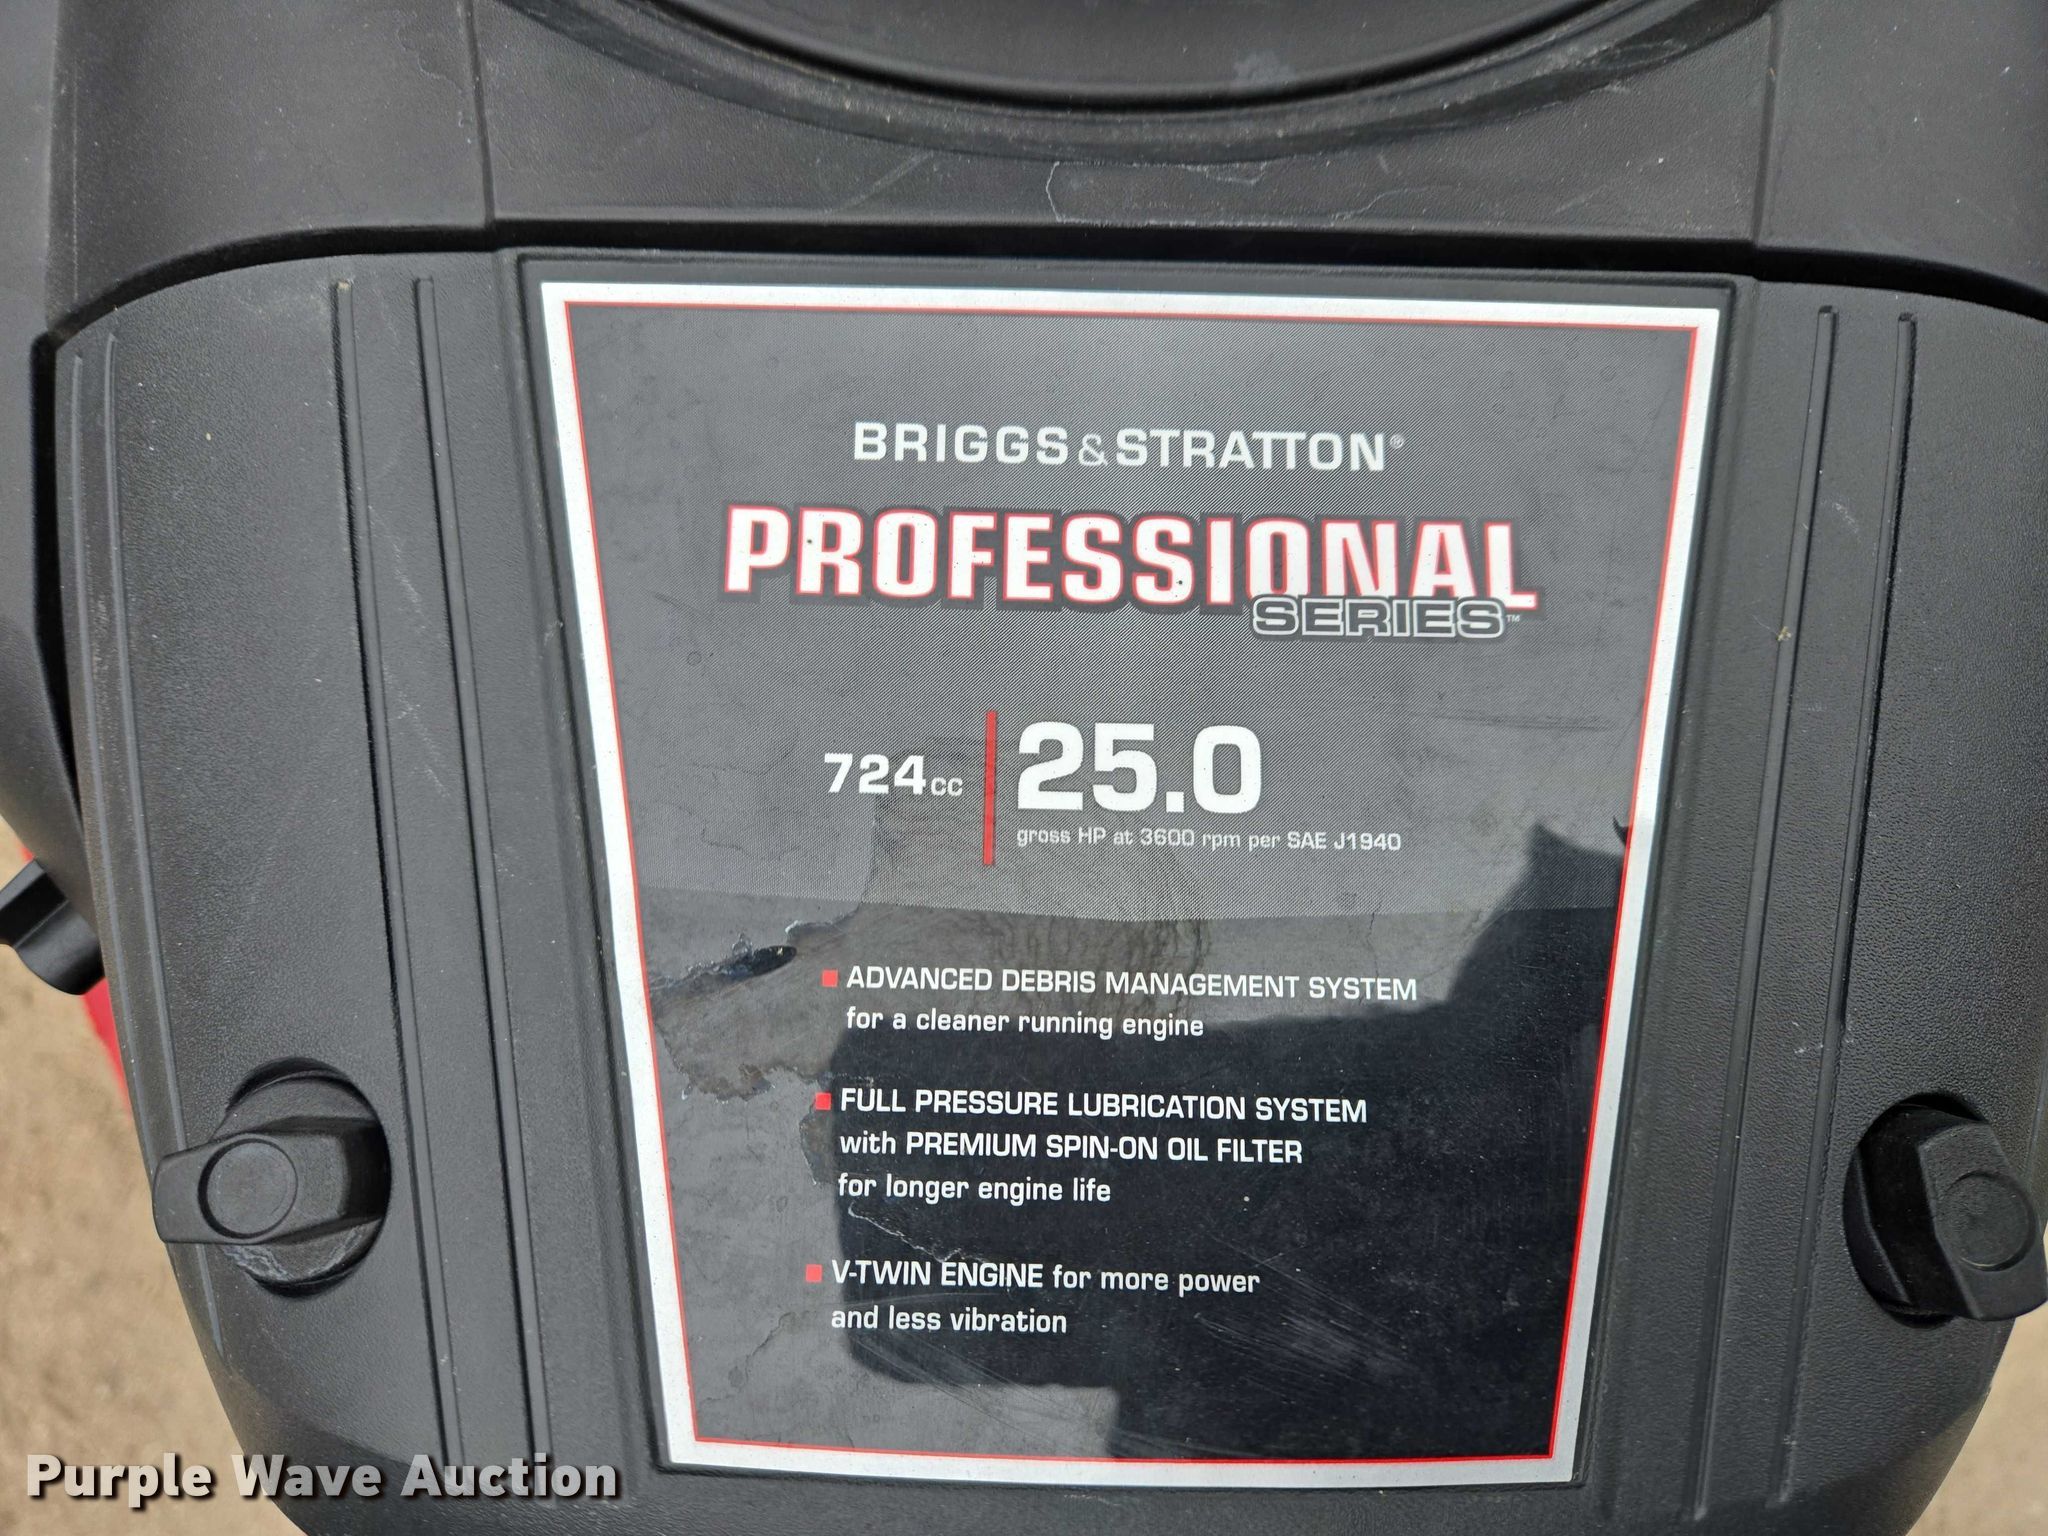 BRIGGS & STRATTON®
PROFESSIONAL
SERIES™
724cc
25.0
gross HP at 3600 rpm per SAE J1940
ADVANCED DEBRIS MANAGEMENT SYSTEM
for a cleaner running engine
FULL PRESSURE LUBRICATION SYSTEM
with PREMIUM SPIN-ON OIL FILTER
for longer engine life
V-TWIN ENGINE for more power
and less vibration
Purple Wave Auction